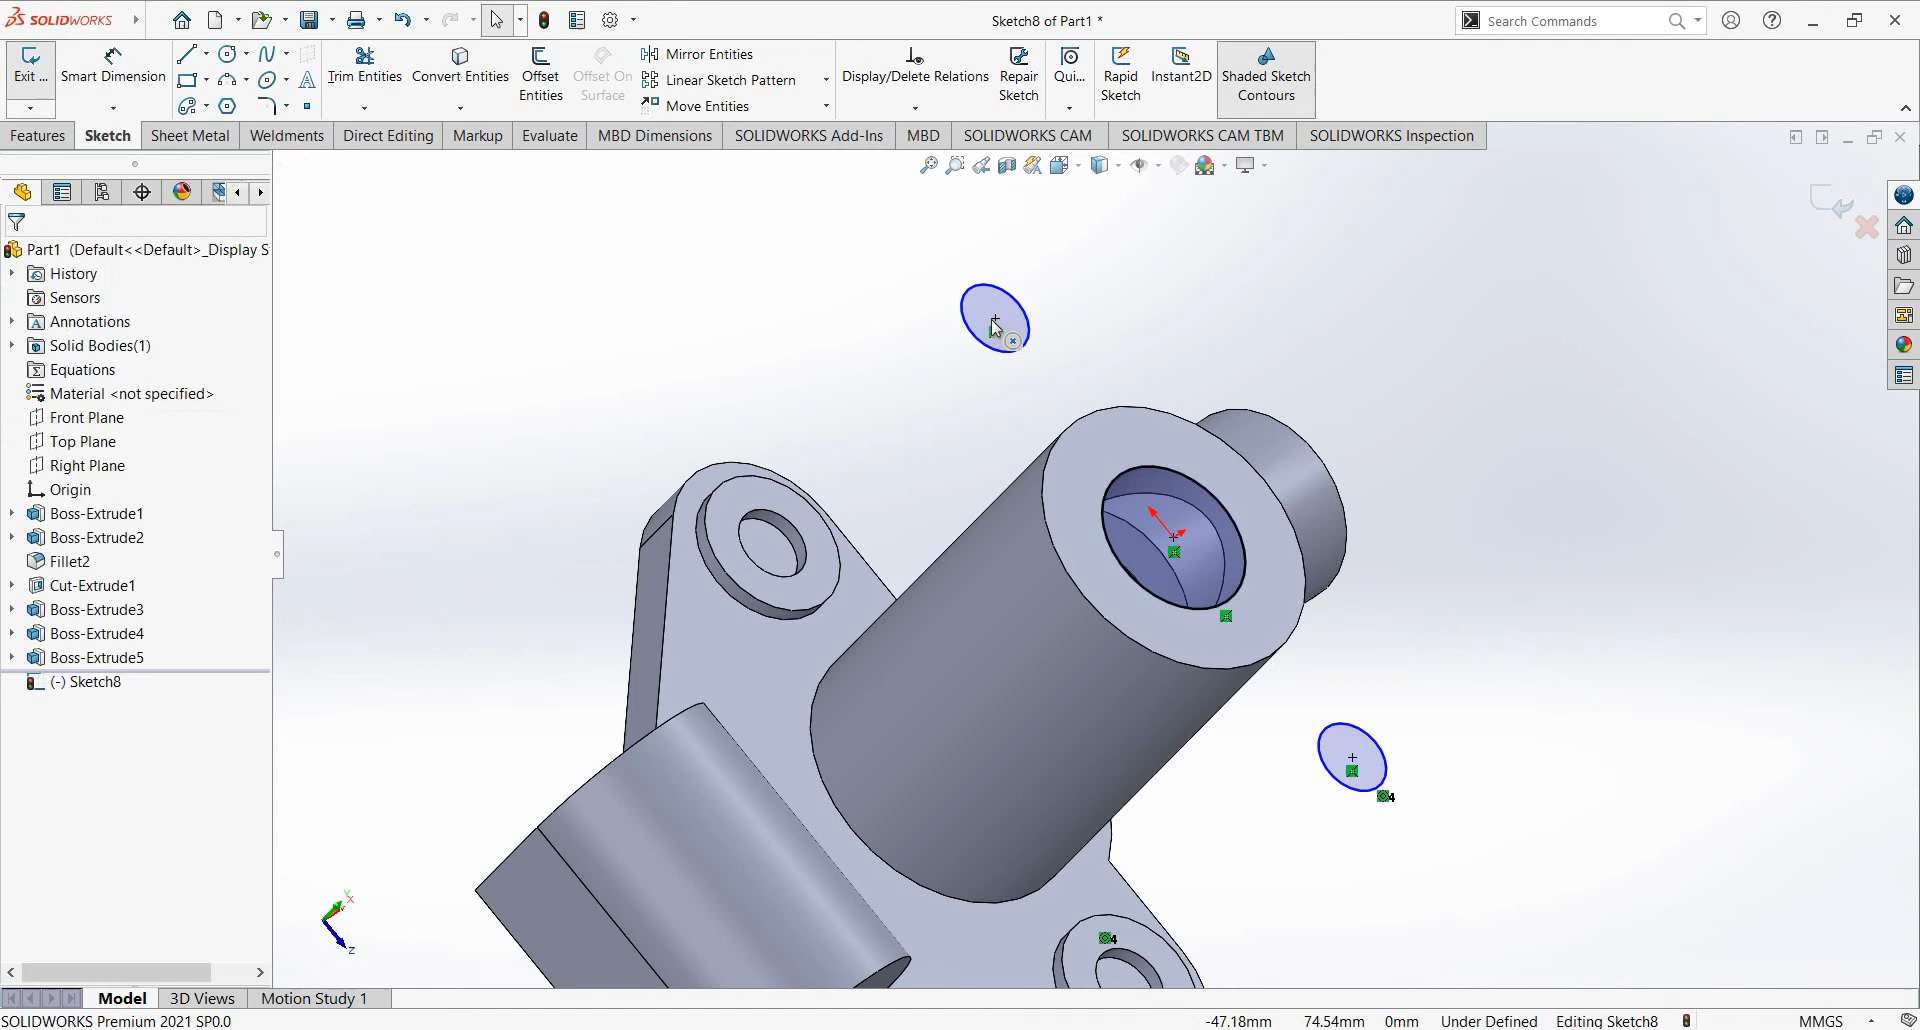 SOLIDWORKS
Sketch8 of Part1 *
Search Commands
Exit ...
Smart Dimension
Trim Entities
Convert Entities
Offset
Entities
Offset On
Surface
Mirror Entities
Linear Sketch Pattern
Move Entities
Display/Delete Relations
Repair
Sketch
Qui...
Rapid
Sketch
Instant2D
Shaded Sketch
Contours
Features
Sketch
Sheet Metal
Weldments
Direct Editing
Markup
Evaluate
MBD Dimensions
SOLIDWORKS Add-Ins
MBD
SOLIDWORKS CAM
SOLIDWORKS CAM TBM
SOLIDWORKS Inspection
Part1 (Default<<Default>_Display S
History
Sensors
Annotations
Solid Bodies(1)
Equations
Material <not specified>
Front Plane
Top Plane
Right Plane
Origin
Boss-Extrude1
Boss-Extrude2
Fillet2
Cut-Extrude1
Boss-Extrude3
Boss-Extrude4
Boss-Extrude5
(-) Sketch8
4
4
Y
X
Z
Model
3D Views
Motion Study 1
SOLIDWORKS Premium 2021 SP0.0
-47.18mm
74.54mm
0mm
Under Defined
Editing Sketch8
MMGS